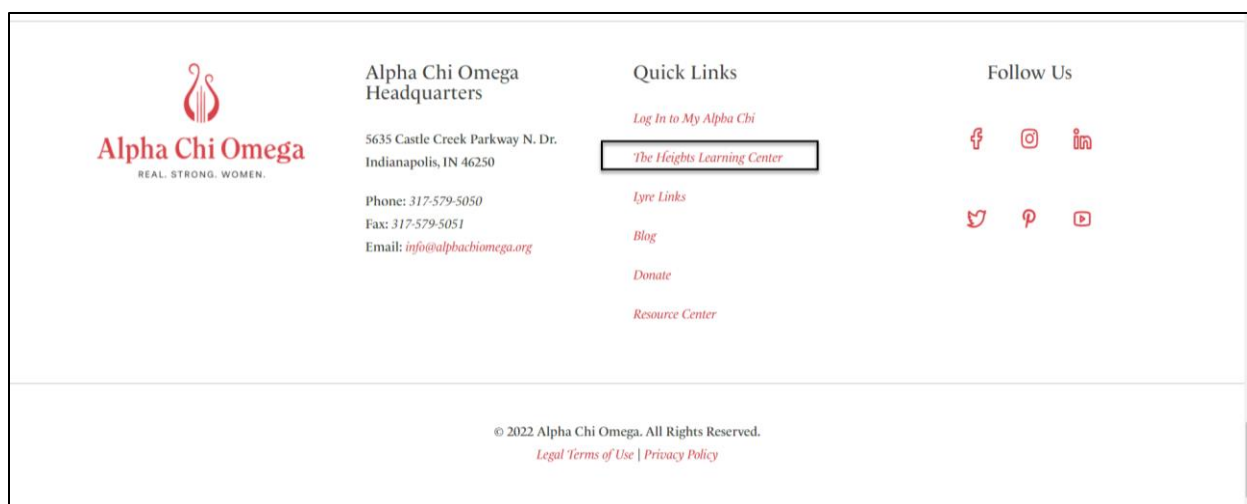 Alpha Chi Omega
REAL. STRONG. WOMEN.
Alpha Chi Omega
Headquarters
5635 Castle Creek Parkway N. Dr.
Indianapolis, IN 46250
Phone: 317-579-5050
Fax: 317-579-5051
Email: info@alphachiomega.org
Quick Links
Log In to My Alpha Chi
The Heights Learning Center
Lyre Links
Blog
Donate
Resource Center
Follow Us
© 2022 Alpha Chi Omega. All Rights Reserved.
Legal Terms of Use | Privacy Policy